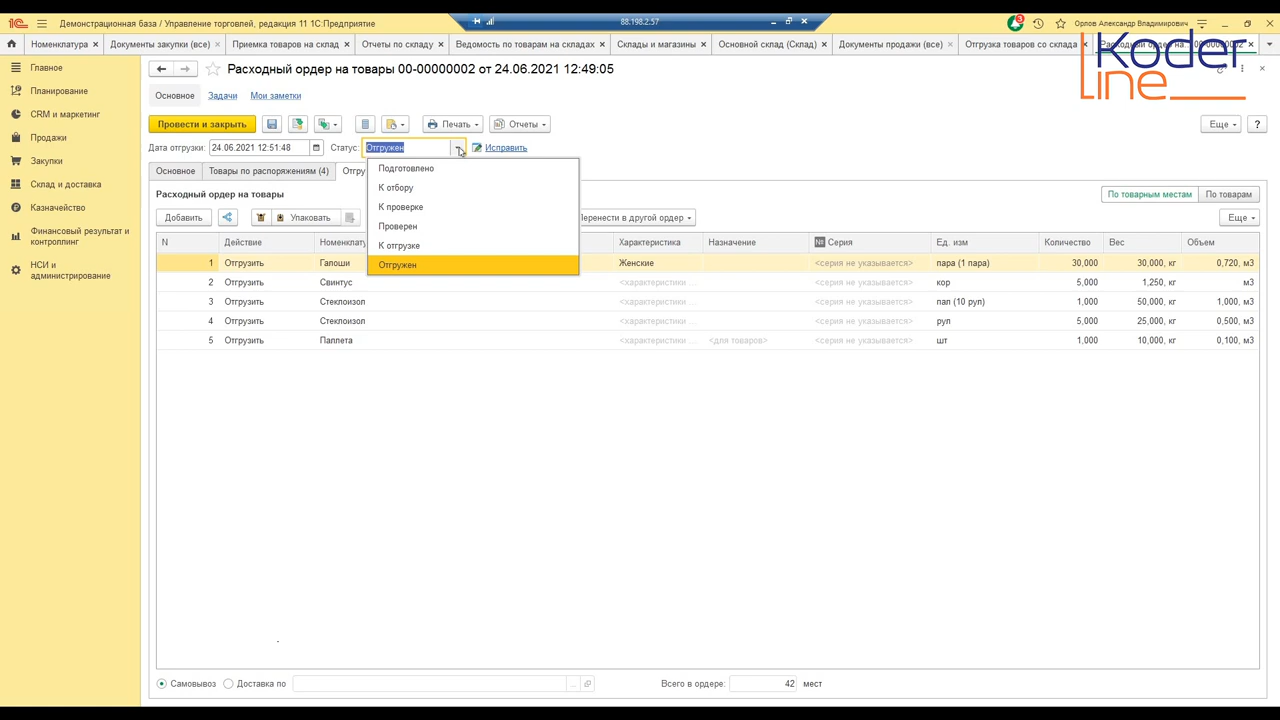 1С Демонстрационная база / Управление торговлей, редакция 11 1С:Предприятие 88.198.2.57 3 Орлов Александр Владимирович
Номенклатура Документы закупки (все) Приемка товаров на склад Отчеты по складу Ведомость по товарам на складах Склады и магазины Основной склад (Склад) Документы продажи (все) Отгрузка товаров со склада
Koder line
Главное
Планирование
CRM и маркетинг
Продажи
Закупки
Склад и доставка
Казначейство
Финансовый результат и
контроллинг
НСИ и
администрирование
Расходный ордер на товары 00-00000002 от 24.06.2021 12:49:05
Основное Задачи Мои заметки
Провести и закрыть Печать Отчеты Еще ?
Дата отгрузки: 24.06.2021 12:51:48 Статус: Отгружен Исправить
Основное Товары по распоряжениям (4) Отгру
Подготовлено
К отбору
К проверке
Проверен
К отгрузке
Отгружен
Расходный ордер на товары По товарным местам По товарам
Добавить Упаковать Перенести в другой ордер Еще
N Действие Номенклат Характеристика Назначение № Серия Ед. изм Количество Вес Объем
1 Отгрузить Галоши Женские <серия не указывается> пара (1 пара) 30,000 30,000, кг 0,720, м3
2 Отгрузить Свинтус <характеристики ... <серия не указывается> кор 5,000 1,250, кг м3
3 Отгрузить Стеклоизол <характеристики ... <серия не указывается> пал (10 рул) 1,000 50,000, кг 1,000, м3
4 Отгрузить Стеклоизол <характеристики ... <серия не указывается> рул 5,000 25,000, кг 0,500, м3
5 Отгрузить Паллета <характеристики ... <для товаров> <серия не указывается> шт 1,000 10,000, кг 0,100, м3
Самовывоз Доставка по ... Всего в ордере: 42 мест